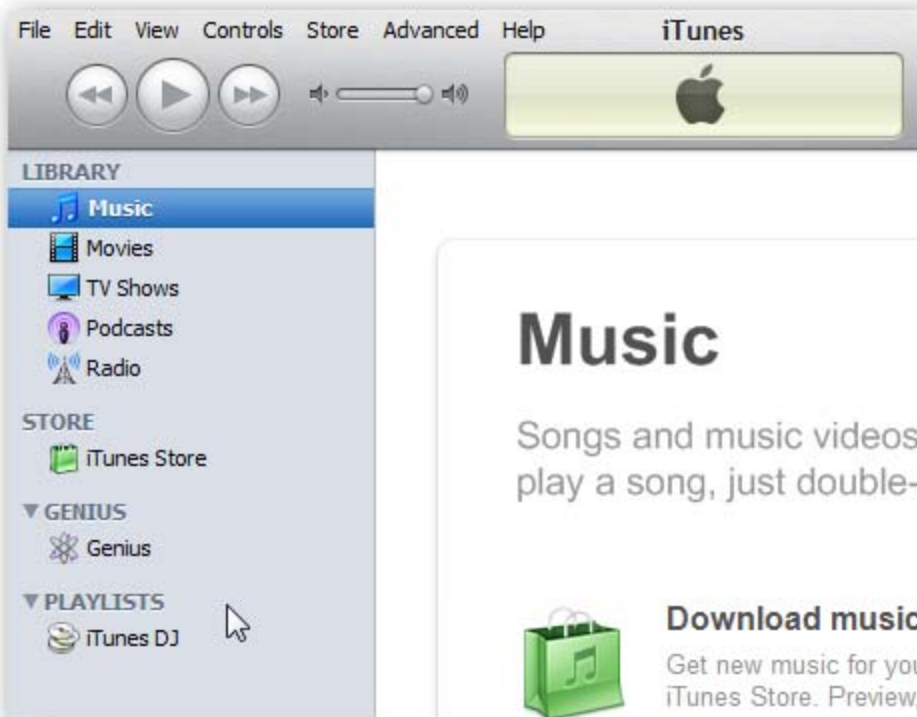 File Edit View Controls Store Advanced Help iTunes
LIBRARY
Music
Movies
TV Shows
Podcasts
Radio
STORE
iTunes Store
GENIUS
Genius
PLAYLISTS
iTunes DJ
Music
Songs and music videos
play a song, just double-
Download music
Get new music for you
iTunes Store. Preview,